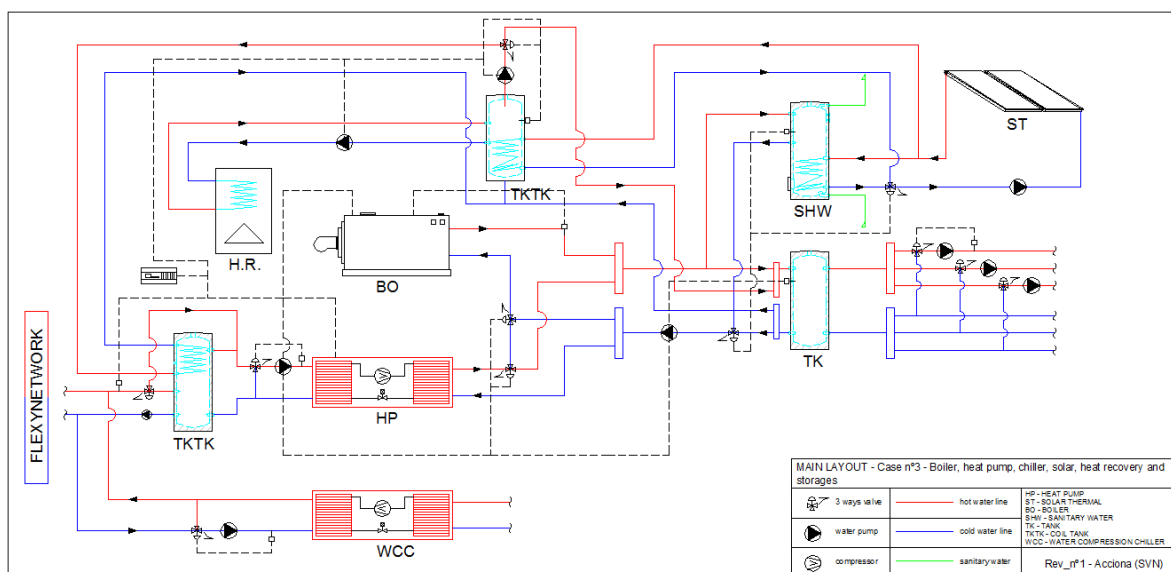 ST
TKTK
SHW
H.R.
BO
TK
FLEXYNETWORK
HP
TKTK
WCC
MAIN LAYOUT - Case n°3 - Boiler, heat pump, chiller, solar, heat recovery and
storages
3 ways valve
hot water line
HP - HEAT PUMP
ST - SOLAR THERMAL
BO - BOILER
SHW - SANITARY WATER
TK - TANK
TKTK - COIL TANK
WCC - WATER COMPRESSION CHILLER
water pump
cold water line
compressor
sanitary water
Rev_n°1 - Acciona (SVN)